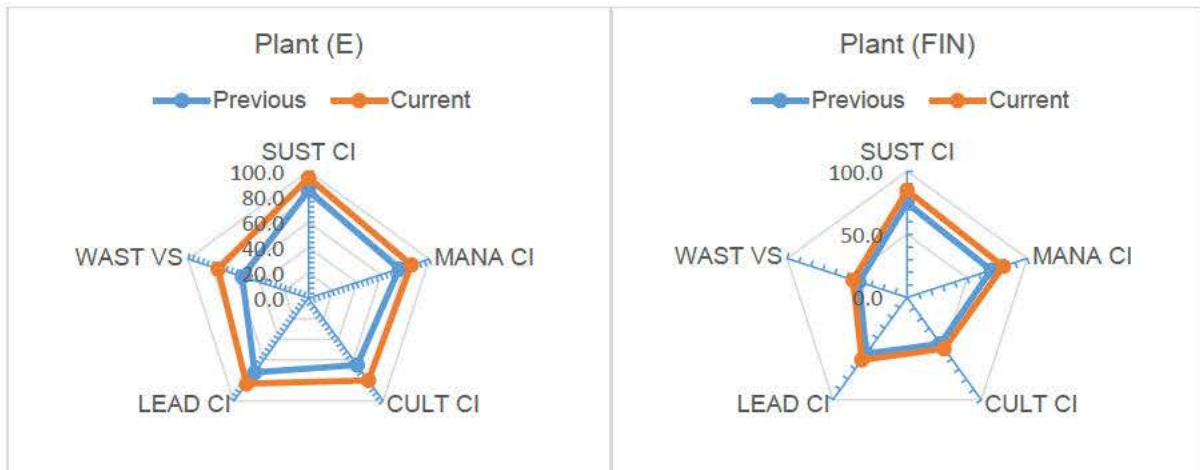 Plant (E)
Previous Current
SUST CI
100.0
80.0
60.0
40.0
20.0
0.0
WAST VS
MANA CI
LEAD CI
CULT CI
Plant (FIN)
Previous Current
SUST CI
100.0
50.0
0.0
WAST VS
MANA CI
LEAD CI
CULT CI